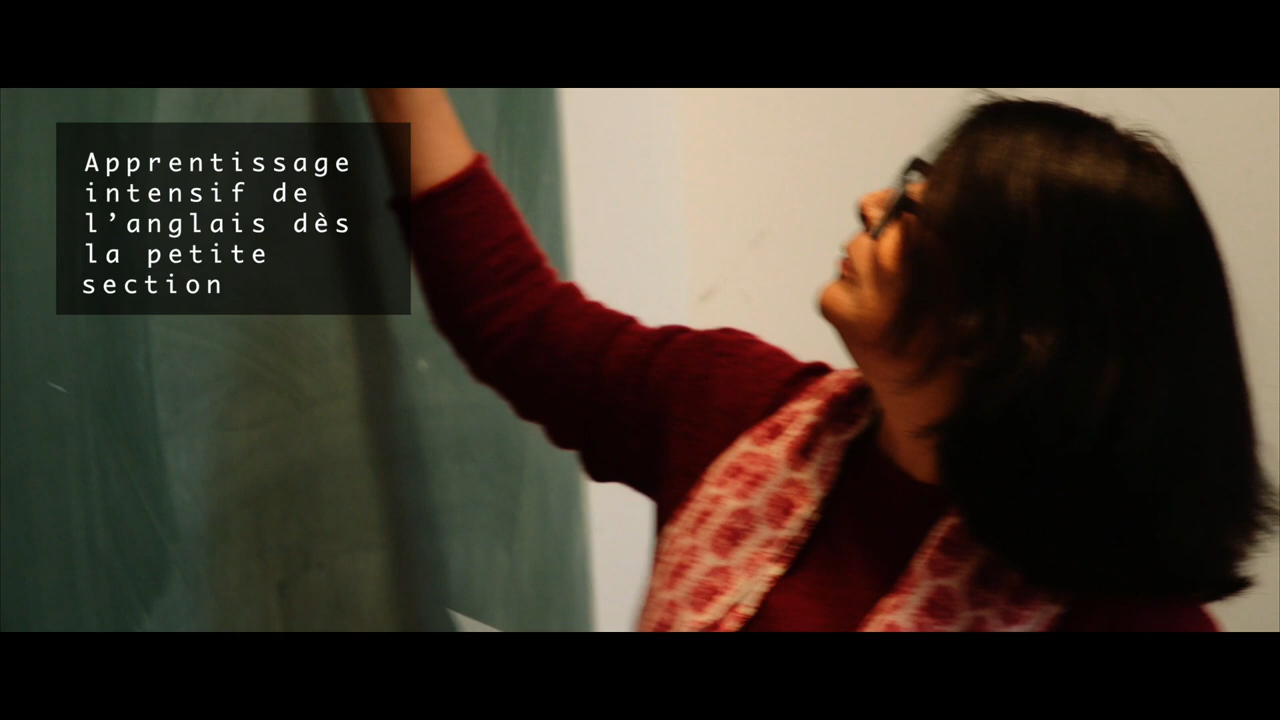 Apprentissage
intensif de
l’anglais dès
la petite
section